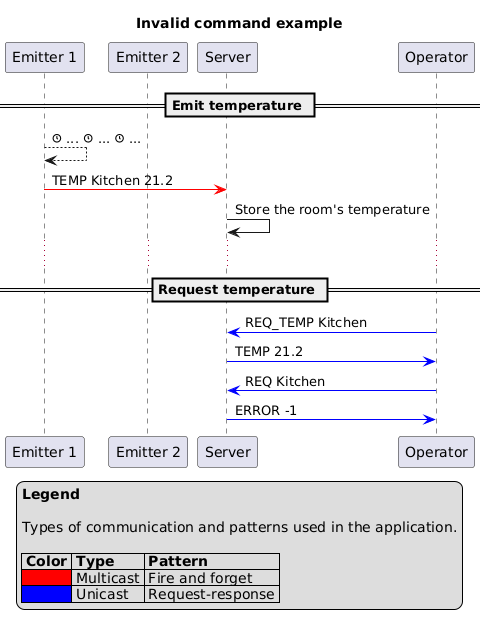 Invalid command example
Emitter 1 Emitter 2 Server Operator
Emit temperature
... ... ...
TEMP Kitchen 21.2
Store the room's temperature
Request temperature
REQ_TEMP Kitchen
TEMP 21.2
REQ Kitchen
ERROR -1
Emitter 1 Emitter 2 Server Operator
Legend
Types of communication and patterns used in the application.
Color Type Pattern
Multicast Fire and forget
Unicast Request-response